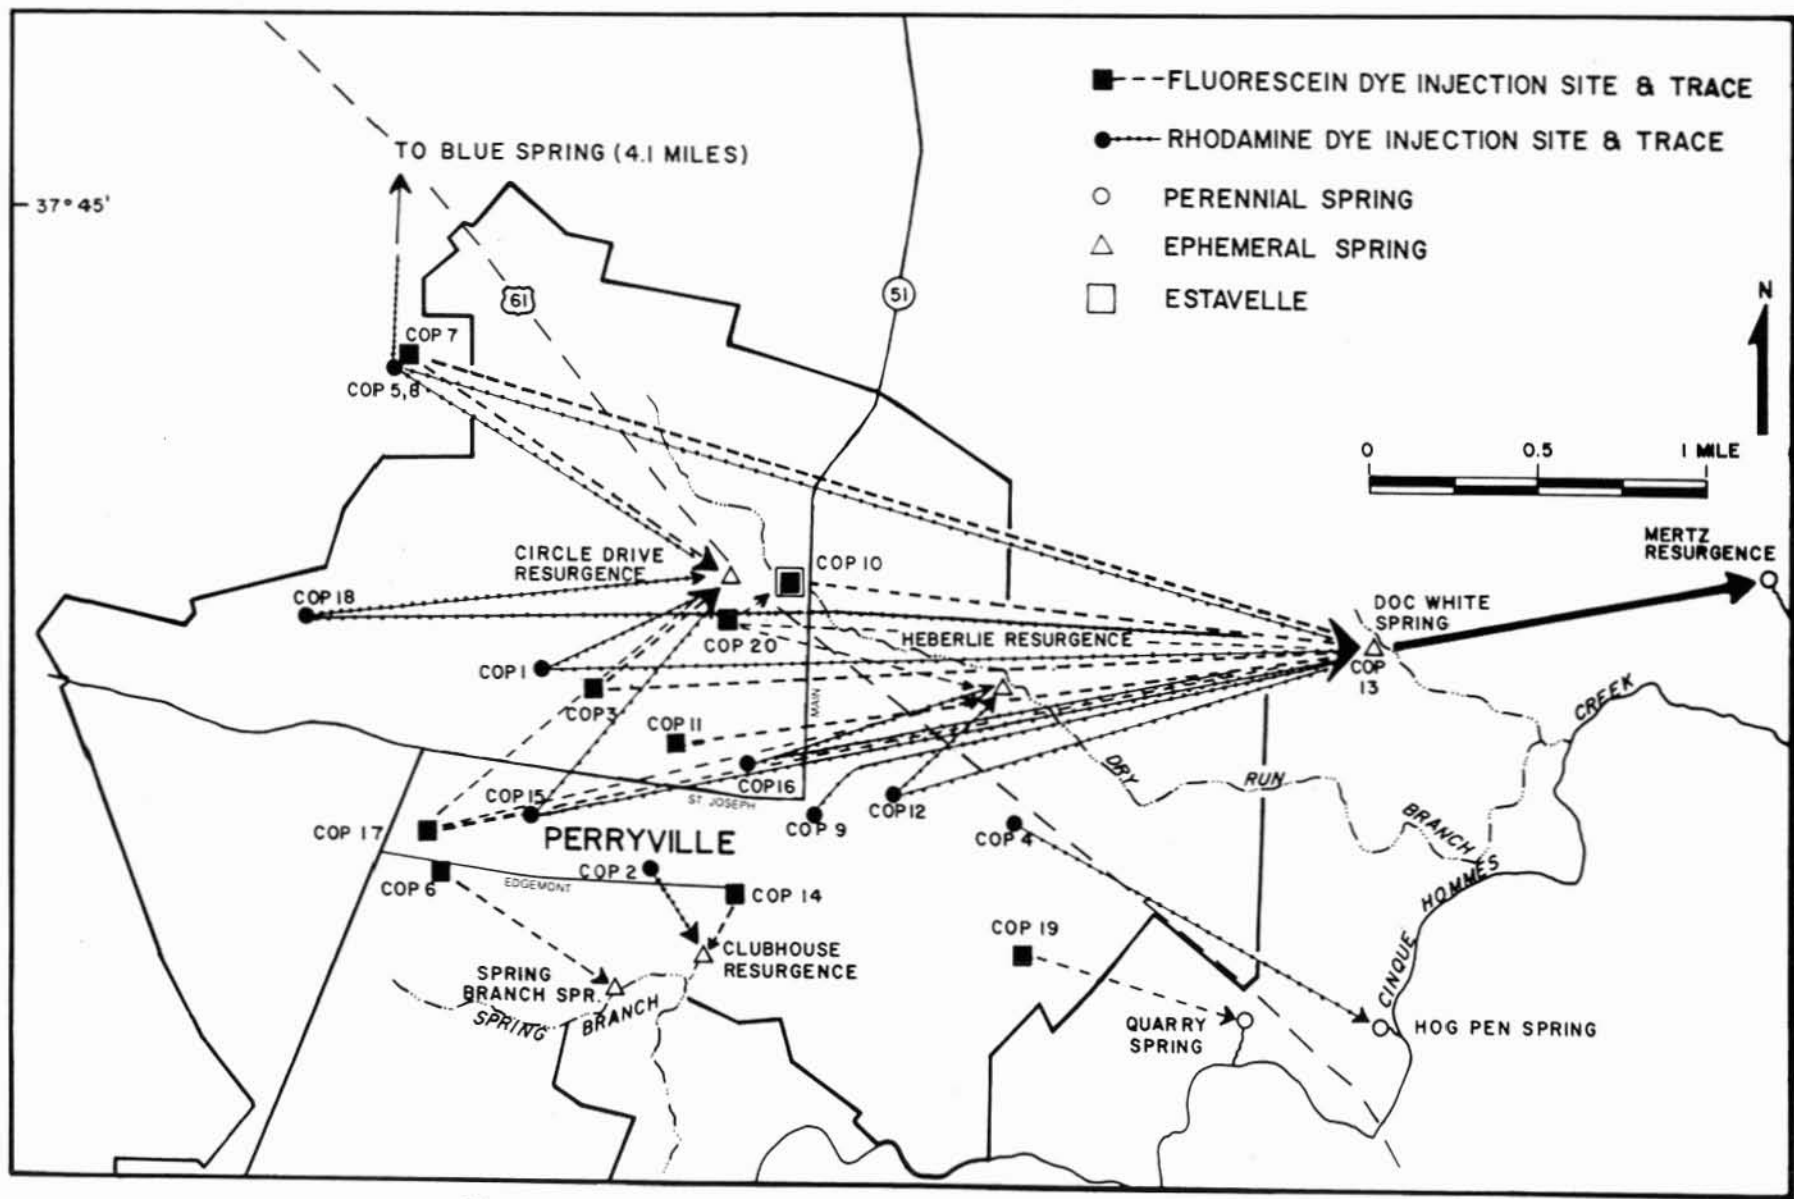 FLUORESCEIN DYE INJECTION SITE & TRACE
RHODAMINE DYE INJECTION SITE & TRACE
PERENNIAL SPRING
EPHEMERAL SPRING
ESTAVELLE
TO BLUE SPRING (4.1 MILES)
37°45'
61
51
N
0 0.5 1 MILE
COP 7
COP 5,8
MERTZ
RESURGENCE
CIRCLE DRIVE
RESURGENCE
COP 10
COP 18
DOC WHITE
SPRING
COP 20
HEBERLIE RESURGENCE
COP 1
COP
13
COP 3
MAIN
CREEK
COP 11
COP 16
DRY
RUN
COP 15
ST. JOSEPH
COP 12
COP 17
PERRYVILLE
COP 9
COP 4
BRANCH
COP 2
COP 6
EDGEMONT
COP 14
HOMMES
COP 19
CINQUE
CLUBHOUSE
RESURGENCE
SPRING
BRANCH SPR.
SPRING
BRANCH
QUARRY
SPRING
HOG PEN SPRING